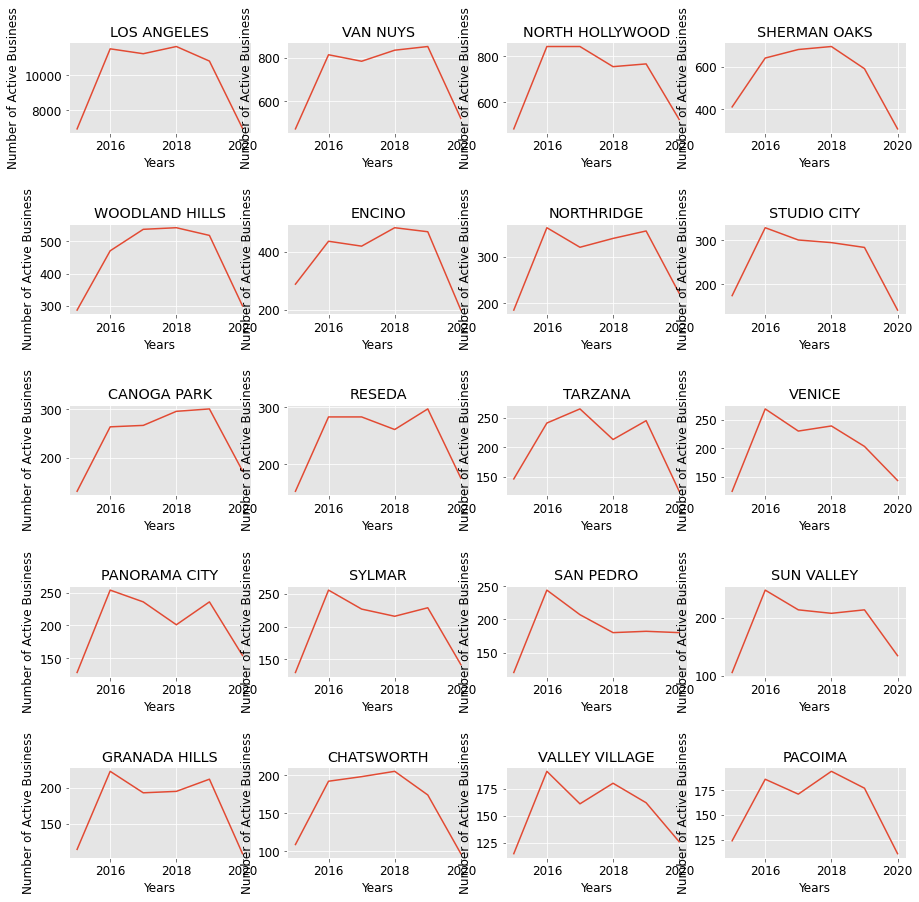 LOS ANGELES
Number of Active Business
10000
8000
2016
2018
2020
Years
VAN NUYS
Number of Active Business
800
600
2016
2018
2020
Years
NORTH HOLLYWOOD
Number of Active Business
800
600
2016
2018
2020
Years
SHERMAN OAKS
Number of Active Business
600
400
2016
2018
2020
Years
WOODLAND HILLS
Number of Active Business
500
400
300
2016
2018
2020
Years
ENCINO
Number of Active Business
400
200
2016
2018
2020
Years
NORTHRIDGE
Number of Active Business
300
200
2016
2018
2020
Years
STUDIO CITY
Number of Active Business
300
200
2016
2018
2020
Years
CANOGA PARK
Number of Active Business
300
200
2016
2018
2020
Years
RESEDA
Number of Active Business
300
200
2016
2018
2020
Years
TARZANA
Number of Active Business
250
200
150
2016
2018
2020
Years
VENICE
Number of Active Business
250
200
150
2016
2018
2020
Years
PANORAMA CITY
Number of Active Business
250
200
150
2016
2018
2020
Years
SYLMAR
Number of Active Business
250
200
150
2016
2018
2020
Years
SAN PEDRO
Number of Active Business
250
200
150
2016
2018
2020
Years
SUN VALLEY
Number of Active Business
200
100
2016
2018
2020
Years
GRANADA HILLS
Number of Active Business
200
150
2016
2018
2020
Years
CHATSWORTH
Number of Active Business
200
150
100
2016
2018
2020
Years
VALLEY VILLAGE
Number of Active Business
175
150
125
2016
2018
2020
Years
PACOIMA
Number of Active Business
175
150
125
2016
2018
2020
Years